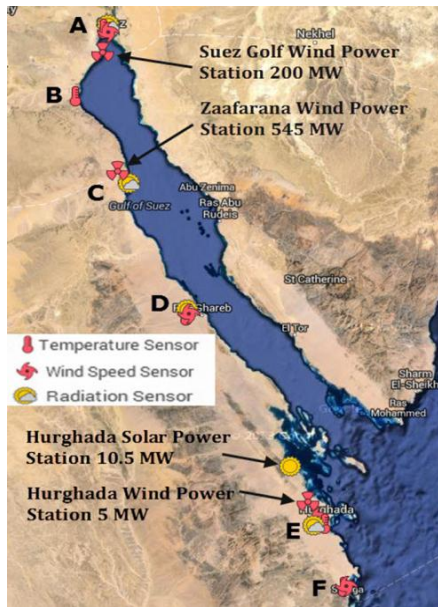 A
Nekhel
Suez Golf Wind Power
Station 200 MW
B
Zaafarana Wind Power
Station 545 MW
C
Abu Zenima
Gulf of Suez
Ras Abu
Rudeis
St Catherine
D
Ghareb
El Tor
Temperature Sensor
Wind Speed Sensor
Radiation Sensor
Sharm
El-Sheikh
Ras
Mohammed
Hurghada Solar Power
Station 10.5 MW
Hurghada Wind Power
Station 5 MW
E
F